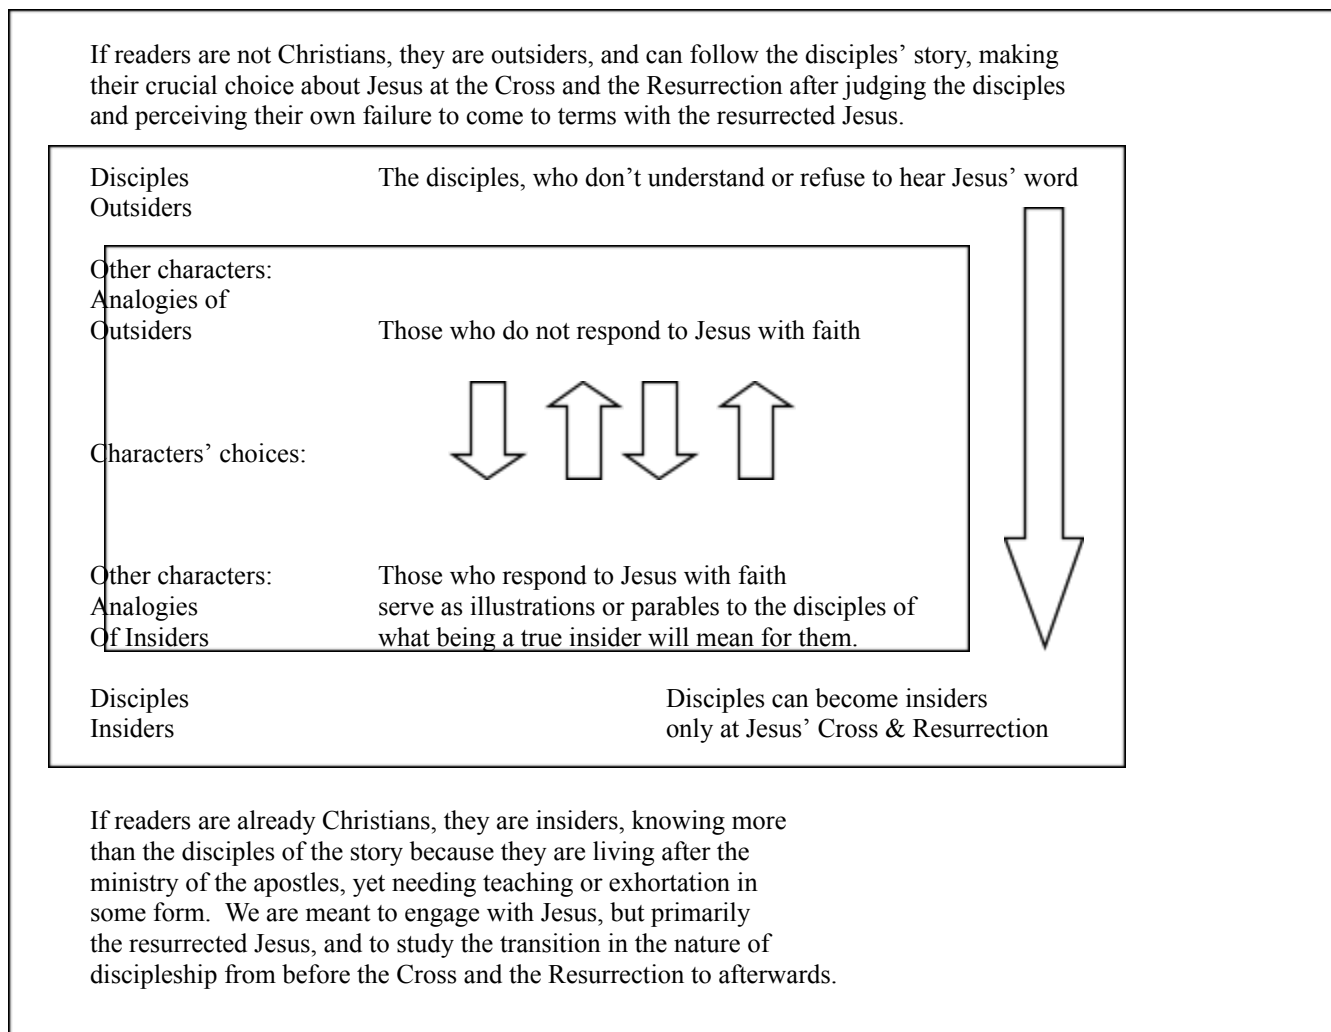 If readers are not Christians, they are outsiders, and can follow the disciples’ story, making
their crucial choice about Jesus at the Cross and the Resurrection after judging the disciples
and perceiving their own failure to come to terms with the resurrected Jesus.
Disciples The disciples, who don’t understand or refuse to hear Jesus’ word
Outsiders
Other characters:
Analogies of
Outsiders Those who do not respond to Jesus with faith
Characters’ choices:
Other characters: Those who respond to Jesus with faith
Analogies serve as illustrations or parables to the disciples of
Of Insiders what being a true insider will mean for them.
Disciples Disciples can become insiders
Insiders only at Jesus’ Cross & Resurrection
If readers are already Christians, they are insiders, knowing more
than the disciples of the story because they are living after the
ministry of the apostles, yet needing teaching or exhortation in
some form.  We are meant to engage with Jesus, but primarily
the resurrected Jesus, and to study the transition in the nature of
discipleship from before the Cross and the Resurrection to afterwards.